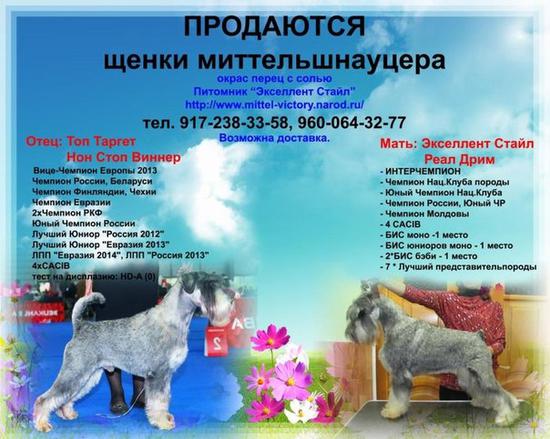 ПРОДАЮТСЯ
щенки миттельшнауцера
окрас перец с солью
Питомник "Экселлент Стайл"
http://www.mittel-victory.narod.ru/
тел. 917-238-33-58, 960-064-32-77
Возможна доставка.
Отец: Топ Таргет
Нон Стоп Виннер
Вице-Чемпион Европы 2013
Чемпион России, Беларуси
Чемпион Финляндии, Чехии
Чемпион Евразии
2хЧемпион РКФ
Юный Чемпион России
Лучший Юниор "Россия 2012"
Лучший Юниор "Евразия 2013"
ЛПП "Евразия 2014", ЛПП "Россия 2013"
4хCACIB
тест на дисплазию: HD-A (0)
Мать: Экселлент Стайл
Реал Дрим
- ИНТЕРЧЕМПИОН
- Чемпион Нац.Клуба породы
- Юный Чемпион Нац.Клуба
- Чемпион России, Юный ЧР
- Чемпион Молдовы
- 4 CACIB
- БИС моно -1 место
- БИС юниоров моно - 1 место
- 2*БИС бэби - 1 место
- 7 * Лучший представительпороды
2